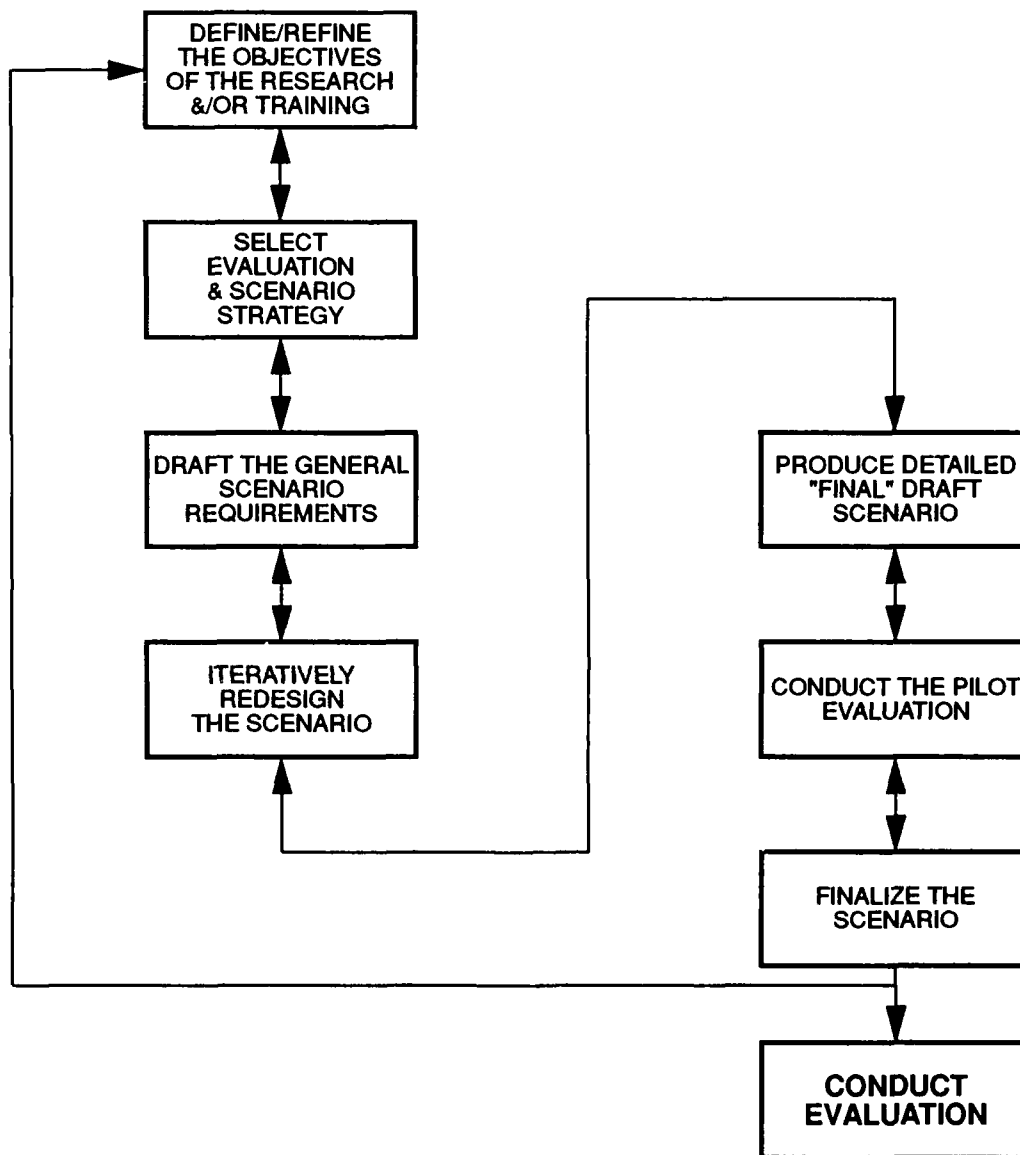 DEFINE/REFINE
THE OBJECTIVES
OF THE RESEARCH
&/OR TRAINING
SELECT
EVALUATION
& SCENARIO
STRATEGY
DRAFT THE GENERAL
SCENARIO
REQUIREMENTS
ITERATIVELY
REDESIGN
THE SCENARIO
PRODUCE DETAILED
"FINAL" DRAFT
SCENARIO
CONDUCT THE PILOT
EVALUATION
FINALIZE THE
SCENARIO
CONDUCT
EVALUATION